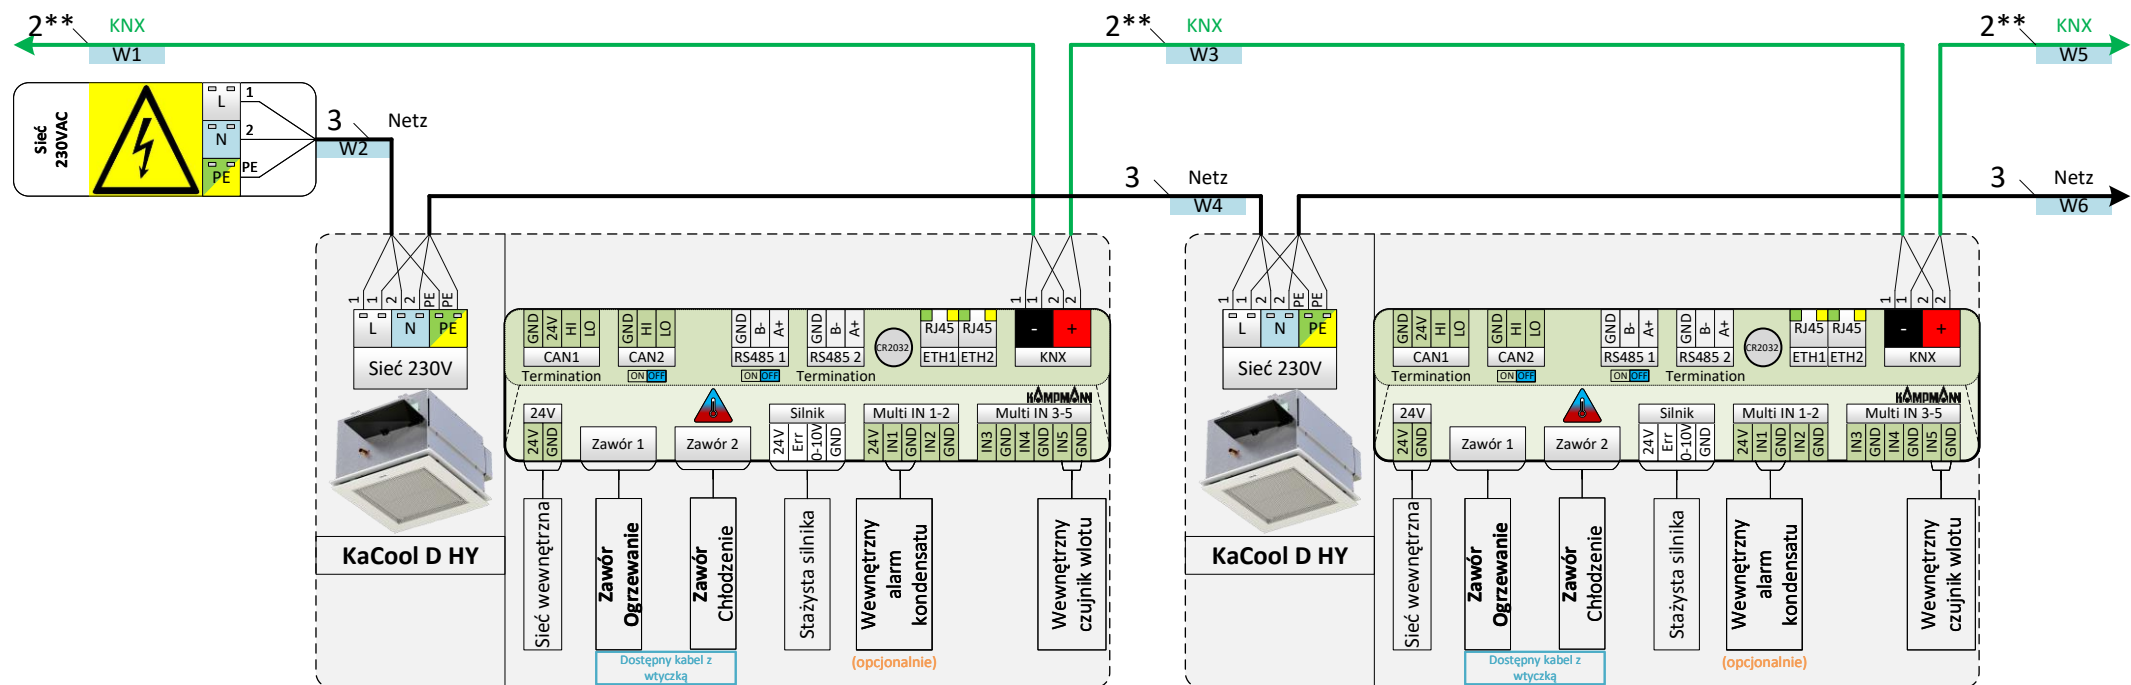 2** KNX 2** KNX 2** KNX
W1 W3 W5
Sieć
230VAC
L 1
N 2
PE PE
3 Netz
W2
3 Netz 3 Netz
W4 W6
1 1 2 2 PE PE 1 1 2 2 1 1 2 2 PE PE 1 1 2 2
L N PE GND 24V HI LO GND HI LO GND B- A+ GND B- A+ CR2032 RJ45 RJ45 - +
CAN1 CAN2 RS485 1 RS485 2 ETH1 ETH2 KNX
Sieć 230V
Termination ON OFF ON OFF Termination
KAMPMANN
24V Silnik Multi IN 1-2 Multi IN 3-5
24V GND Zawór 1 Zawór 2 24V Err 0-10V GND 24V IN1 GND IN2 GND IN3 GND IN4 GND IN5 GND
KaCool D HY
Sieć wewnętrzna
Zawór
Ogrzewanie
Zawór
Chłodzenie
Stażysta silnika
Wewnętrzny
alarm
kondensatu
Wewnętrzny
czujnik wlotu
Dostępny kabel z
wtyczką
(opcjonalnie)
L N PE GND 24V HI LO GND HI LO GND B- A+ GND B- A+ CR2032 RJ45 RJ45 - +
CAN1 CAN2 RS485 1 RS485 2 ETH1 ETH2 KNX
Sieć 230V
Termination ON OFF ON OFF Termination
KAMPMANN
24V Silnik Multi IN 1-2 Multi IN 3-5
24V GND Zawór 1 Zawór 2 24V Err 0-10V GND 24V IN1 GND IN2 GND IN3 GND IN4 GND IN5 GND
KaCool D HY
Sieć wewnętrzna
Zawór
Ogrzewanie
Zawór
Chłodzenie
Stażysta silnika
Wewnętrzny
alarm
kondensatu
Wewnętrzny
czujnik wlotu
Dostępny kabel z
wtyczką
(opcjonalnie)